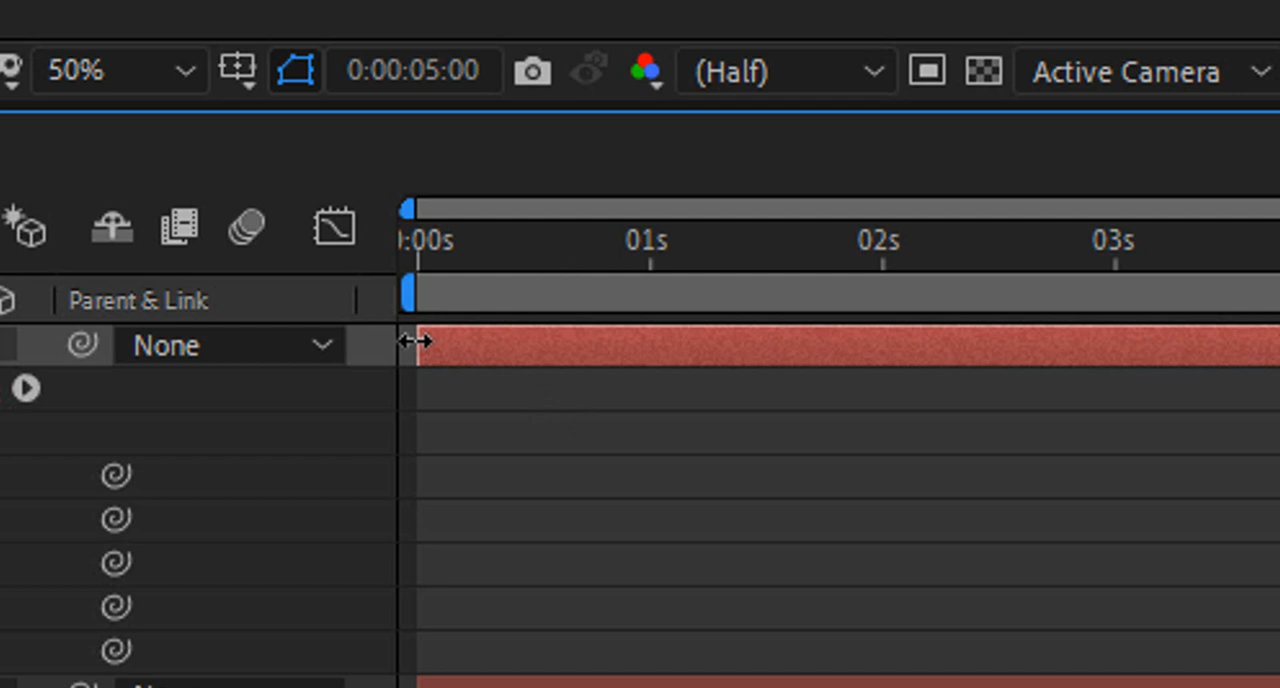 50% 0:00:05:00 (Half) Active Camera
:00s 01s 02s 03s
Parent & Link
None